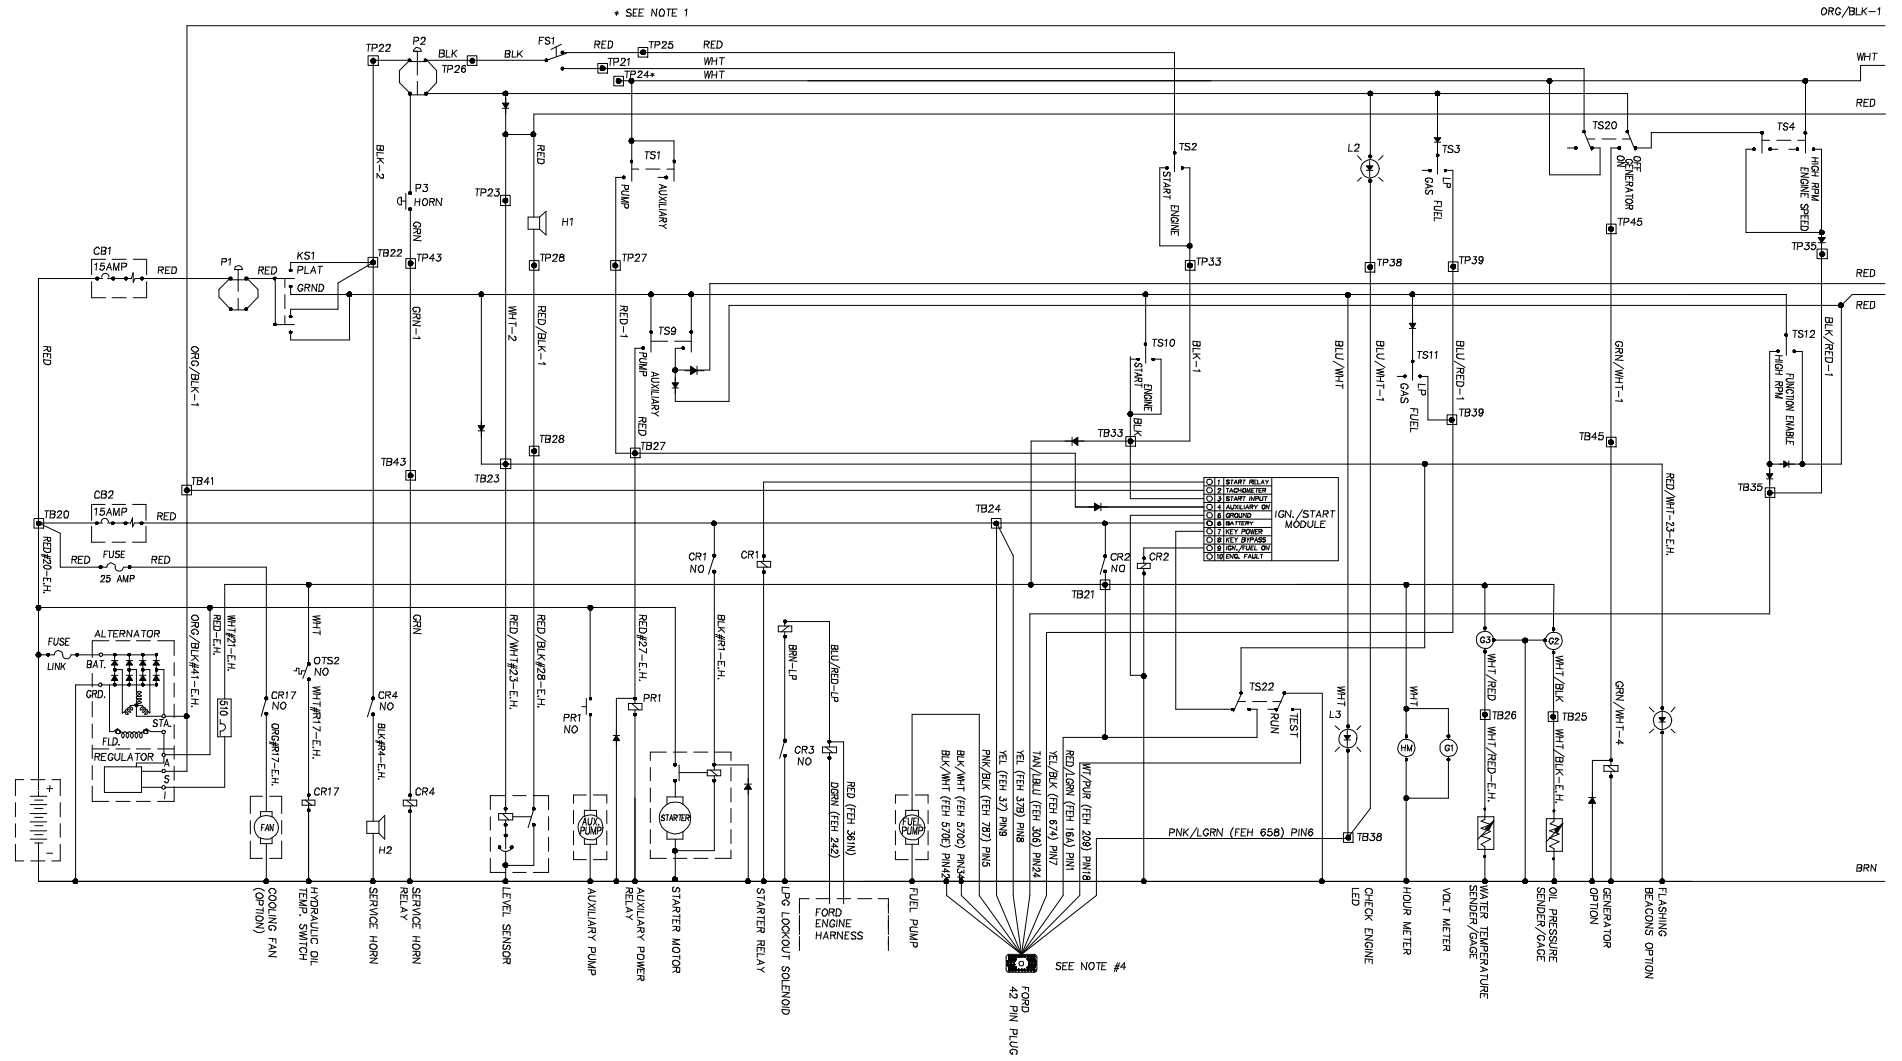 * SEE NOTE 1
ORG/BLK-1
TP22
P2
BLK
TP26
BLK
FS1
RED
TP25
RED
TP21
WHT
TP24*
WHT
WHT
RED
BLK-2
P3
HORN
GRN
TP23
RED
H1
TS1
PUMP
AUXILIARY
TS2
START
ENGINE
L2
TS3
LP
GAS
FUEL
TS20
OFF
ON
GENERATOR
TS4
HIGH RPM
ENGINE SPEED
TP45
TP35
CB1
15AMP
RED
P1
RED
KS1
PLAT
GRND
TB22
TP43
TP28
TP27
TP33
TP38
TP39
RED
RED
RED
ORG/BLK-1
GRN-1
WHT-2
RED/BLK-1
RED-1
TS9
PUMP
AUXILIARY
RED
TS10
START
ENGINE
BLK
BLK-1
BLU/WHT
BLU/WHT-1
TS11
LP
GAS
FUEL
BLU/RED-1
GRN/WHT-1
TS12
HIGH RPM
FUNCTION ENABLE
BLK/RED-1
TB41
TB43
TB23
TB28
TB27
TB33
TB39
TB45
TB35
RED/WHT-23-E.H.
CB2
15AMP
TB20
RED
RED#20-E.H.
RED
FUSE
25 AMP
RED
TB24
1 START RELAY
2 TACHOMETER
3 START INPUT
4 AUXILIARY ON
5 GROUND
6 BATTERY
7 KEY POWER
8 KEY BYPASS
9 IGN./FUEL ON
10 ENG. FAULT
IGN./START
MODULE
CR1
NO
CR1
CR2
NO
CR2
TB21
FUSE
LINK
ALTERNATOR
BAT.
GRD.
STA.
FLD.
REGULATOR
A
S
I
+
−
ORG/BLK#41-E.H.
RED-E.H.
WHT#21-E.H.
510
WHT
OTS2
NO
WHT#R17-E.H.
CR17
NO
ORG#R17-E.H.
CR17
FAN
CR4
NO
BLK#R4-E.H.
H2
GRN
CR4
RED/WHT#23-E.H.
RED/BLK#28-E.H.
PR1
NO
AUX.
PUMP
RED#27-E.H.
PR1
STARTER
BLK#R1-E.H.
BRN-LP
CR3
NO
BLU/RED-LP
DGRN (FEH 242)
RED (FEH 361N)
FUEL
PUMP
BLK/WHT (FEH 570E) PIN42
BLK/WHT (FEH 570C) PIN34
PNK/BLK (FEH 787) PIN5
YEL (FEH 37) PIN9
YEL (FEH 37B) PIN8
TAN/LBLU (FEH 306) PIN24
YEL/BLK (FEH 674) PIN7
RED/LGRN (FEH 16A) PIN1
WT/PUR (FEH 209) PIN18
PNK/LGRN (FEH 658) PIN6
TS22
RUN
TEST
WHT
L3
TB38
WHT
HM
G1
G3
G2
WHT/RED
TB26
WHT/RED-E.H.
WHT/BLK
TB25
WHT/BLK-E.H.
GRN/WHT-4
BRN
COOLING FAN
(OPTION)
HYDRAULIC OIL
TEMP. SWITCH
SERVICE HORN
SERVICE HORN
RELAY
LEVEL SENSOR
AUXILIARY PUMP
AUXILIARY POWER
RELAY
STARTER MOTOR
STARTER RELAY
LPG LOCKOUT SOLENOID
FORD
ENGINE
HARNESS
FUEL PUMP
SEE NOTE #4
FORD
42 PIN PLUG
CHECK ENGINE
LED
HOUR METER
VOLT METER
WATER TEMPERATURE
SENDER/GAGE
OIL PRESSURE
SENDER/GAGE
GENERATOR
OPTION
FLASHING
BEACONS OPTION